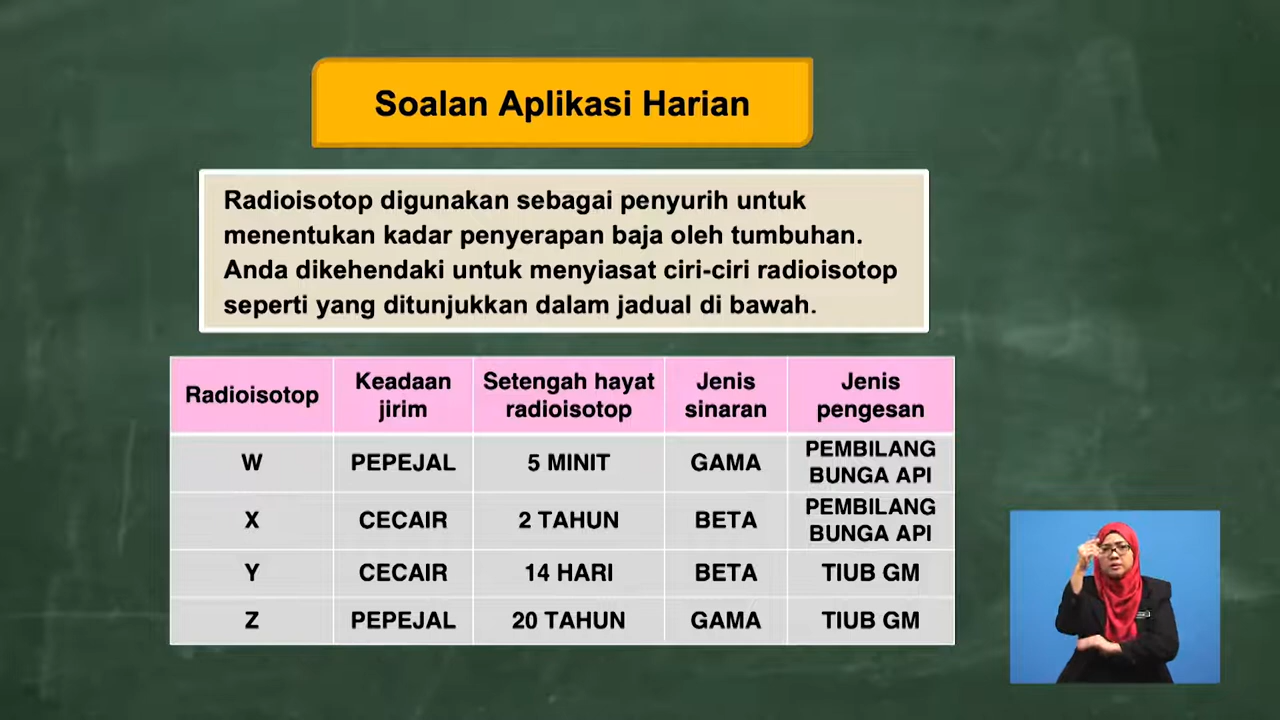 Soalan Aplikasi Harian
Radioisotop digunakan sebagai penyurih untuk
menentukan kadar penyerapan baja oleh tumbuhan.
Anda dikehendaki untuk menyiasat ciri-ciri radioisotop
seperti yang ditunjukkan dalam jadual di bawah.
Radioisotop
Keadaan
jirim
Setengah hayat
radioisotop
Jenis
sinaran
Jenis
pengesan
W
PEPEJAL
5 MINIT
GAMA
PEMBILANG
BUNGA API
X
CECAIR
2 TAHUN
BETA
PEMBILANG
BUNGA API
Y
CECAIR
14 HARI
BETA
TIUB GM
Z
PEPEJAL
20 TAHUN
GAMA
TIUB GM